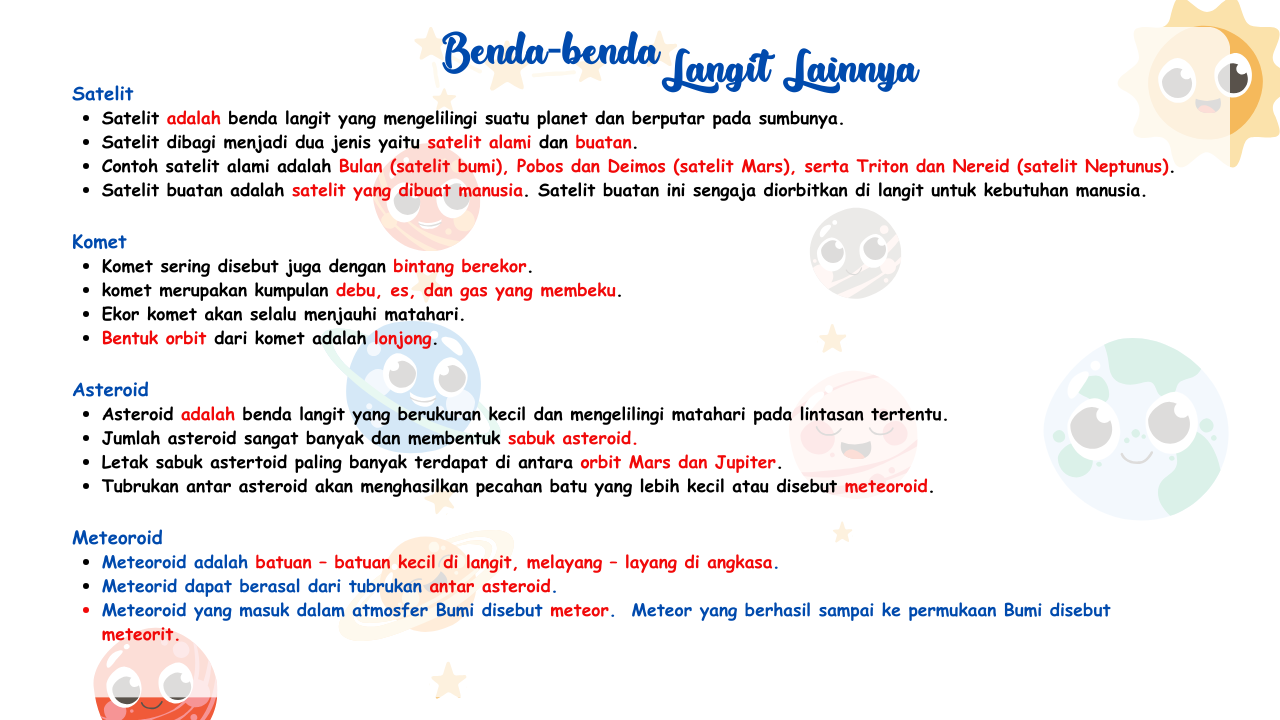 Benda-benda Langit Lainnya
Satelit
• Satelit adalah benda langit yang mengelilingi suatu planet dan berputar pada sumbunya.
• Satelit dibagi menjadi dua jenis yaitu satelit alami dan buatan.
• Contoh satelit alami adalah Bulan (satelit bumi), Pobos dan Deimos (satelit Mars), serta Triton dan Nereid (satelit Neptunus).
• Satelit buatan adalah satelit yang dibuat manusia. Satelit buatan ini sengaja diorbitkan di langit untuk kebutuhan manusia.
Komet
• Komet sering disebut juga dengan bintang berekor.
• komet merupakan kumpulan debu, es, dan gas yang membeku.
• Ekor komet akan selalu menjauhi matahari.
• Bentuk orbit dari komet adalah lonjong.
Asteroid
• Asteroid adalah benda langit yang berukuran kecil dan mengelilingi matahari pada lintasan tertentu.
• Jumlah asteroid sangat banyak dan membentuk sabuk asteroid.
• Letak sabuk astertoid paling banyak terdapat di antara orbit Mars dan Jupiter.
• Tubrukan antar asteroid akan menghasilkan pecahan batu yang lebih kecil atau disebut meteoroid.
Meteoroid
• Meteoroid adalah batuan – batuan kecil di langit, melayang – layang di angkasa.
• Meteorid dapat berasal dari tubrukan antar asteroid.
• Meteoroid yang masuk dalam atmosfer Bumi disebut meteor.  Meteor yang berhasil sampai ke permukaan Bumi disebut
meteorit.